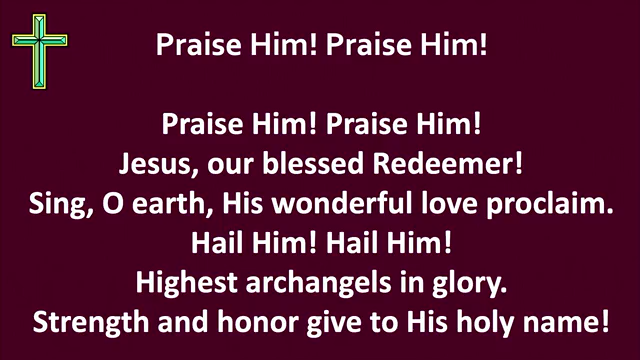 Praise Him! Praise Him!
Praise Him! Praise Him!
Jesus, our blessed Redeemer!
Sing, O earth, His wonderful love proclaim.
Hail Him! Hail Him!
Highest archangels in glory.
Strength and honor give to His holy name!